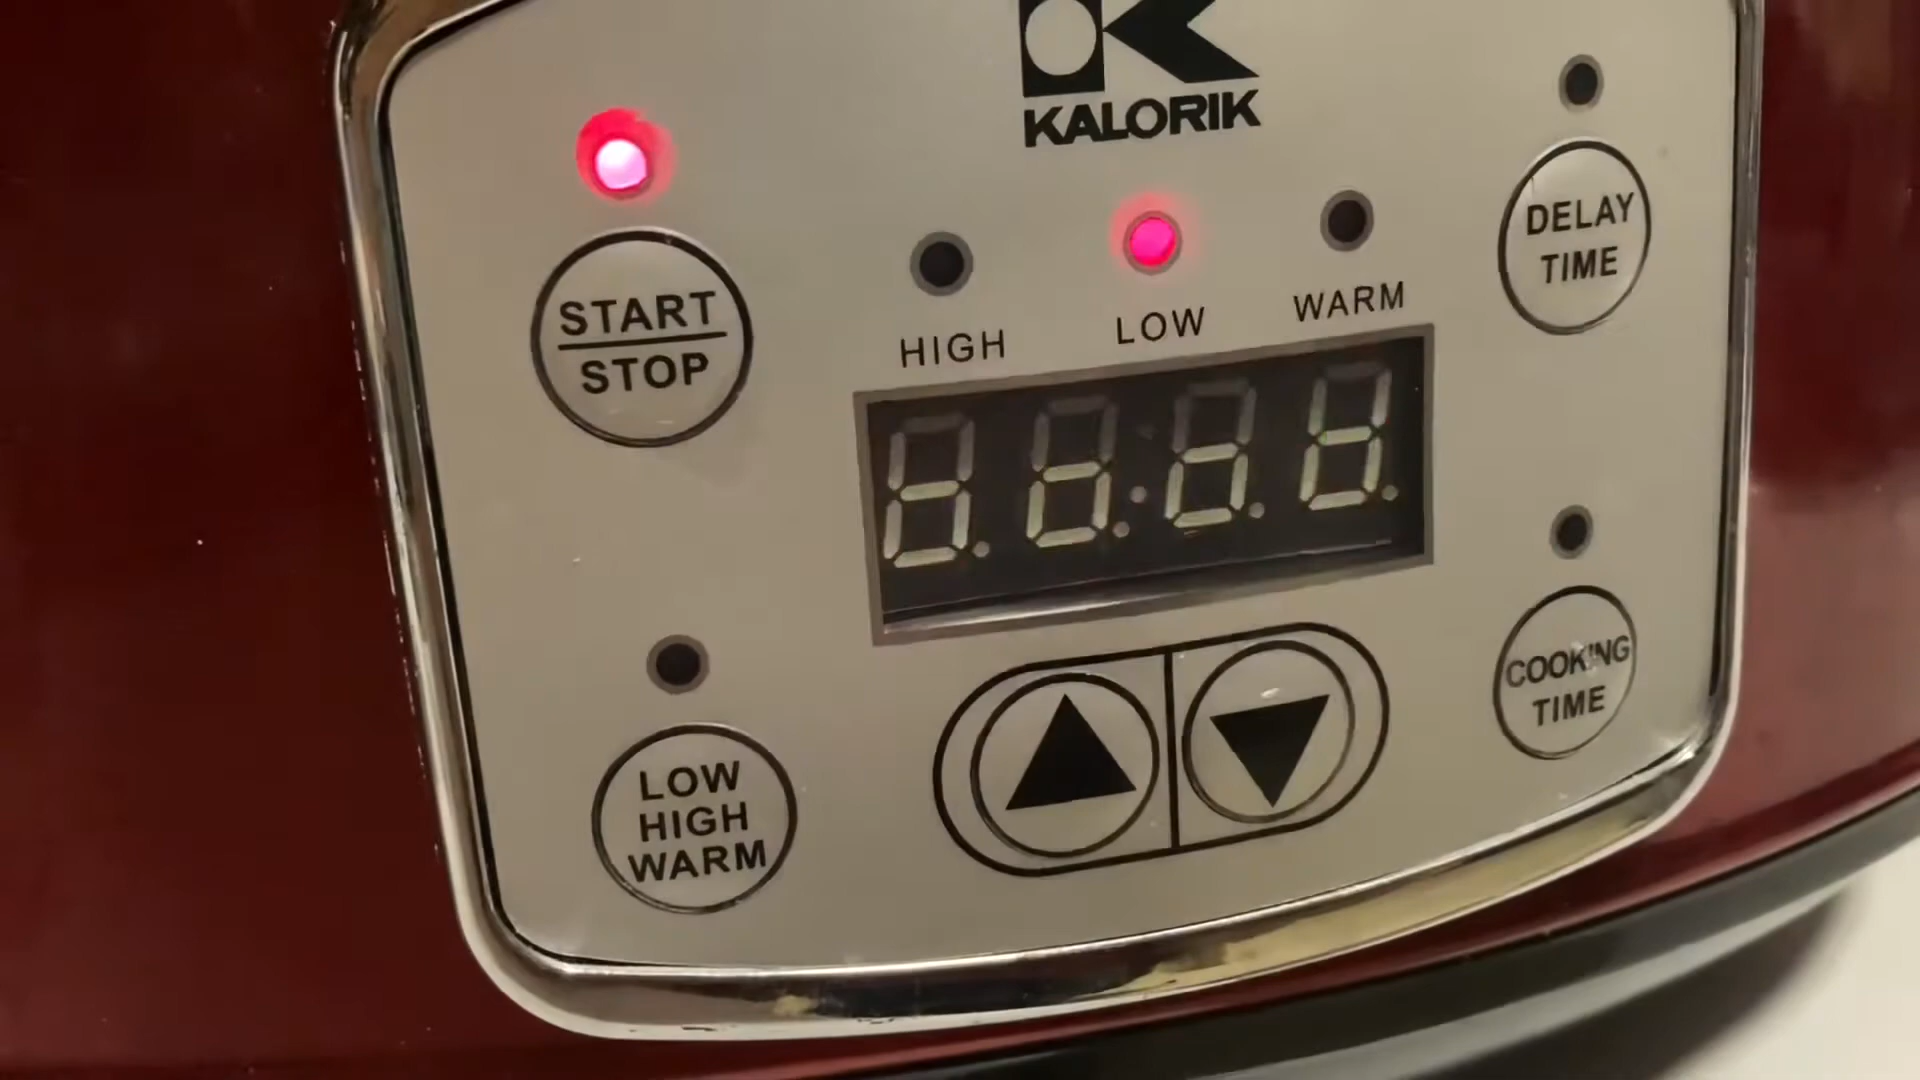 KALORIK
START
STOP
HIGH
LOW
WARM
DELAY
TIME
LOW
HIGH
WARM
COOKING
TIME